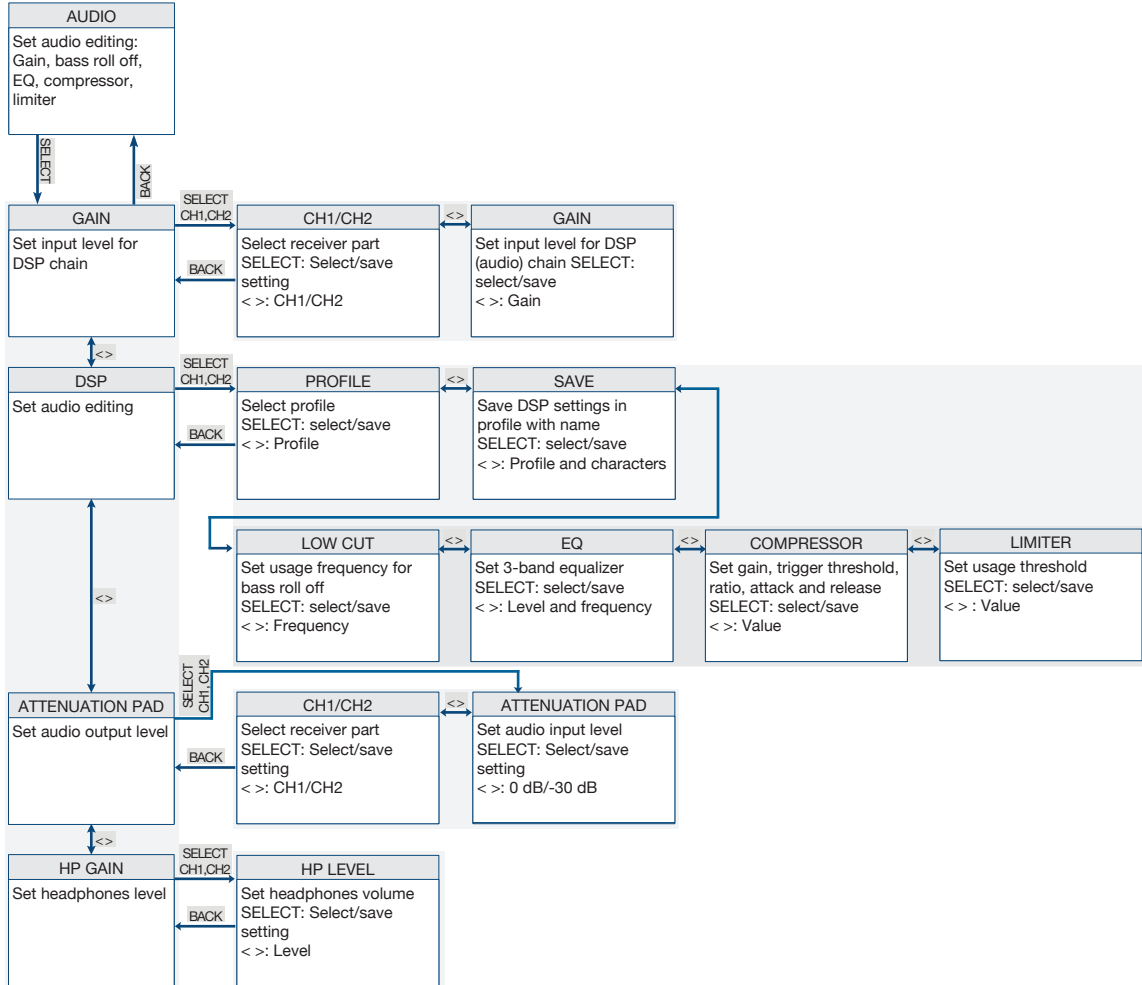 AUDIO
Set audio editing:
Gain, bass roll off,
EQ, compressor,
limiter
SELECT
BACK
GAIN
Set input level for
DSP chain
SELECT
CH1,CH2
BACK
CH1/CH2
Select receiver part
SELECT: Select/save
setting
< >: CH1/CH2
<>
GAIN
Set input level for DSP
(audio) chain SELECT:
select/save
< >: Gain
<>
DSP
Set audio editing
SELECT
CH1,CH2
BACK
PROFILE
Select profile
SELECT: select/save
< >: Profile
<>
SAVE
Save DSP settings in
profile with name
SELECT: select/save
< >: Profile and characters
LOW CUT
Set usage frequency for
bass roll off
SELECT: select/save
< >: Frequency
<>
EQ
Set 3-band equalizer
SELECT: select/save
< >: Level and frequency
<>
COMPRESSOR
Set gain, trigger threshold,
ratio, attack and release
SELECT: select/save
< >: Value
<>
LIMITER
Set usage threshold
SELECT: select/save
< > : Value
<>
ATTENUATION PAD
Set audio output level
SELECT
CH1, CH2
BACK
CH1/CH2
Select receiver part
SELECT: Select/save
setting
< >: CH1/CH2
<>
ATTENUATION PAD
Set audio input level
SELECT: Select/save
setting
< >: 0 dB/-30 dB
<>
HP GAIN
Set headphones level
SELECT
CH1,CH2
BACK
HP LEVEL
Set headphones volume
SELECT: Select/save
setting
< >: Level